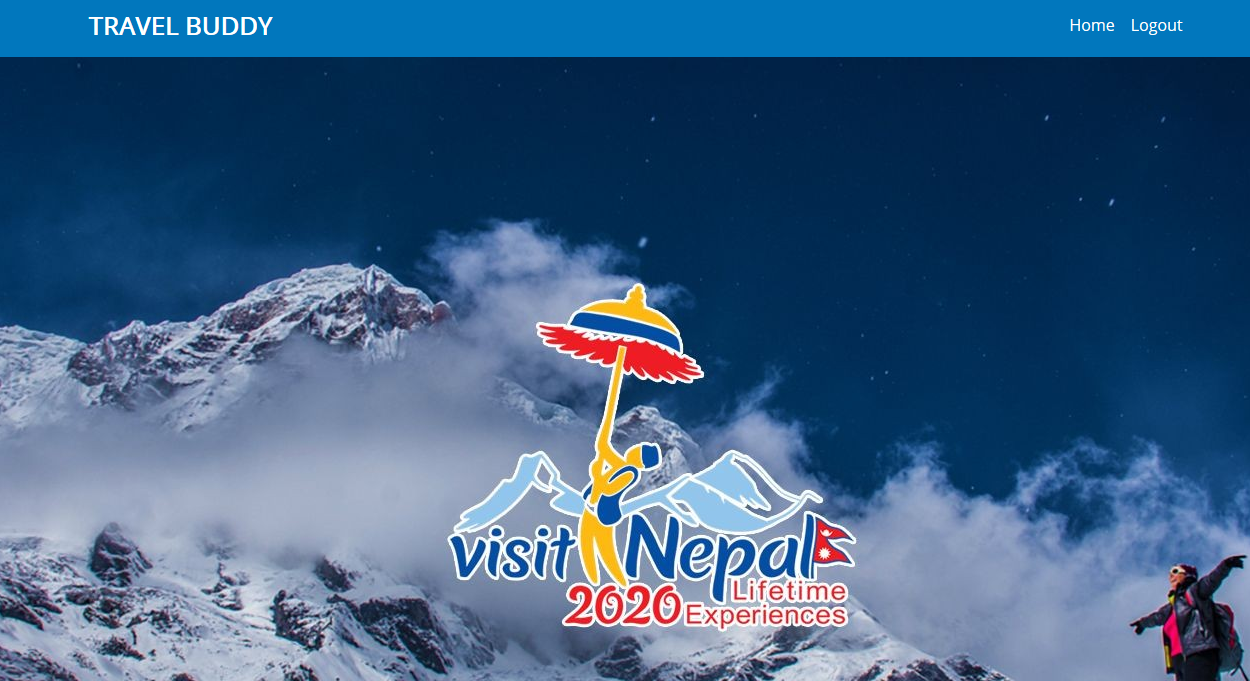 TRAVEL BUDDY
Home Logout
visit Nepal
2020 Lifetime
Experiences